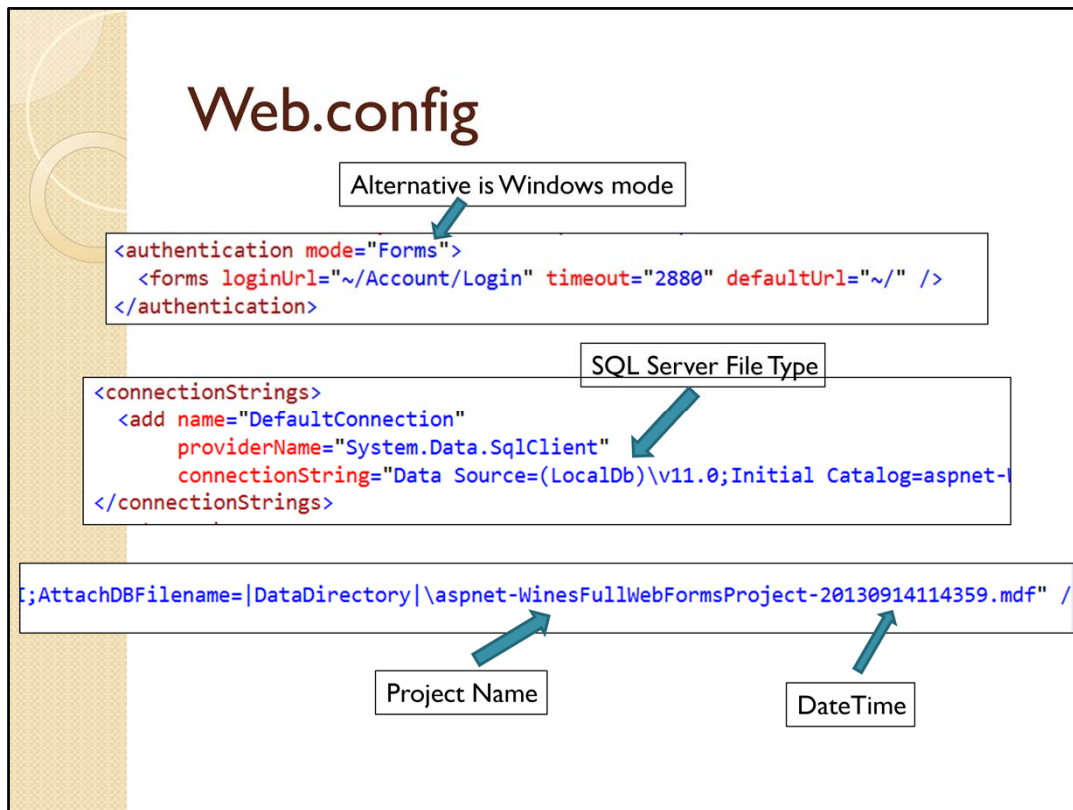 Web.config
Alternative is Windows mode
<authentication mode="Forms">
<forms loginUrl="~/Account/Login" timeout="2880" defaultUrl="~/" />
</authentication>
SQL Server File Type
<connectionStrings>
<add name="DefaultConnection"
providerName="System.Data.SqlClient"
connectionString="Data Source=(LocalDb)\v11.0;Initial Catalog=aspnet-
</connectionStrings>
;AttachDBFilename=|DataDirectory|\aspnet-WinesFullWebFormsProject-20130914114359.mdf" /
Project Name
DateTime